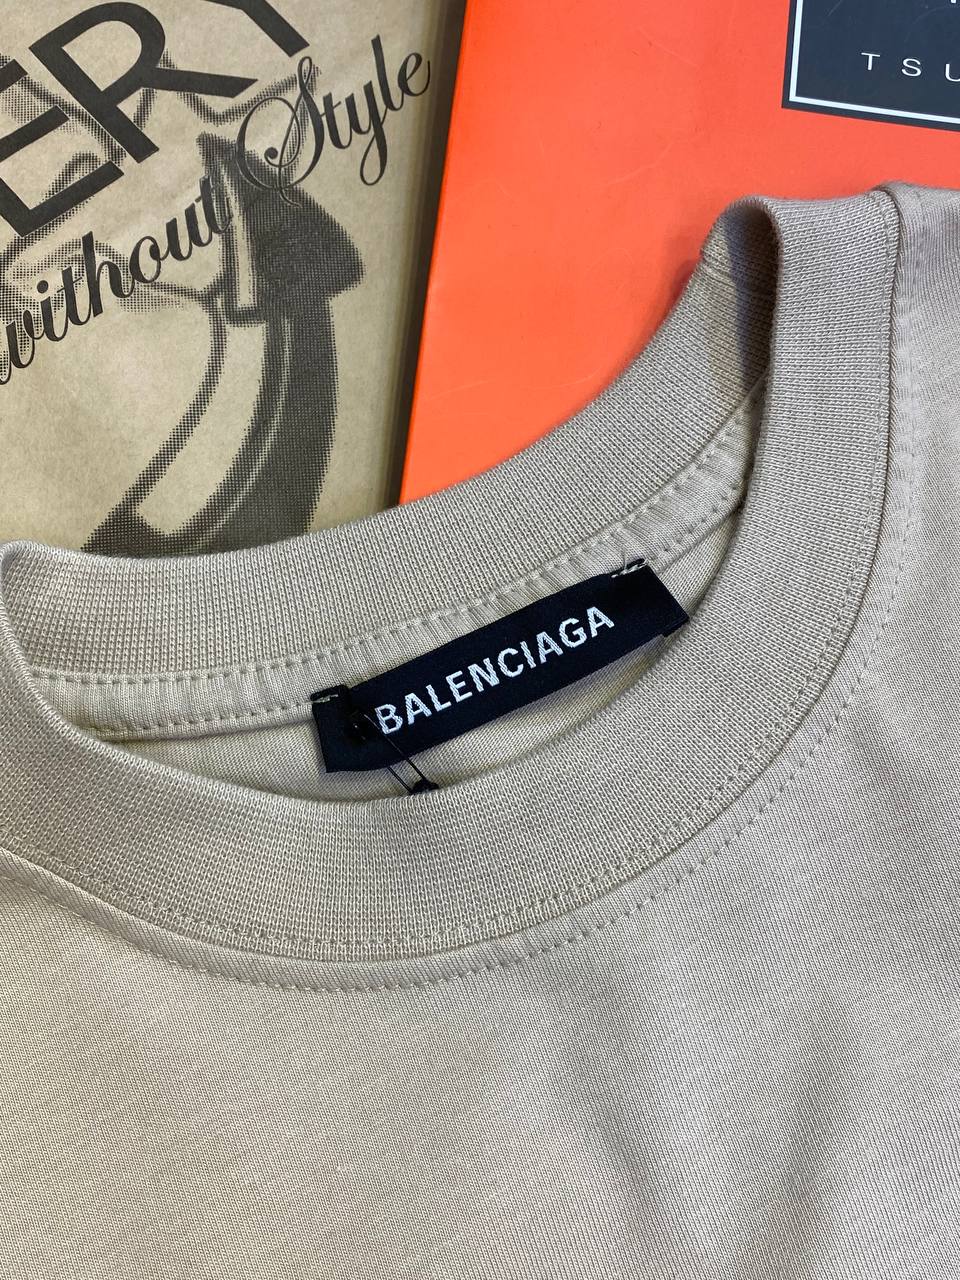 ERY
without Style
TSU
BALENCIAGA